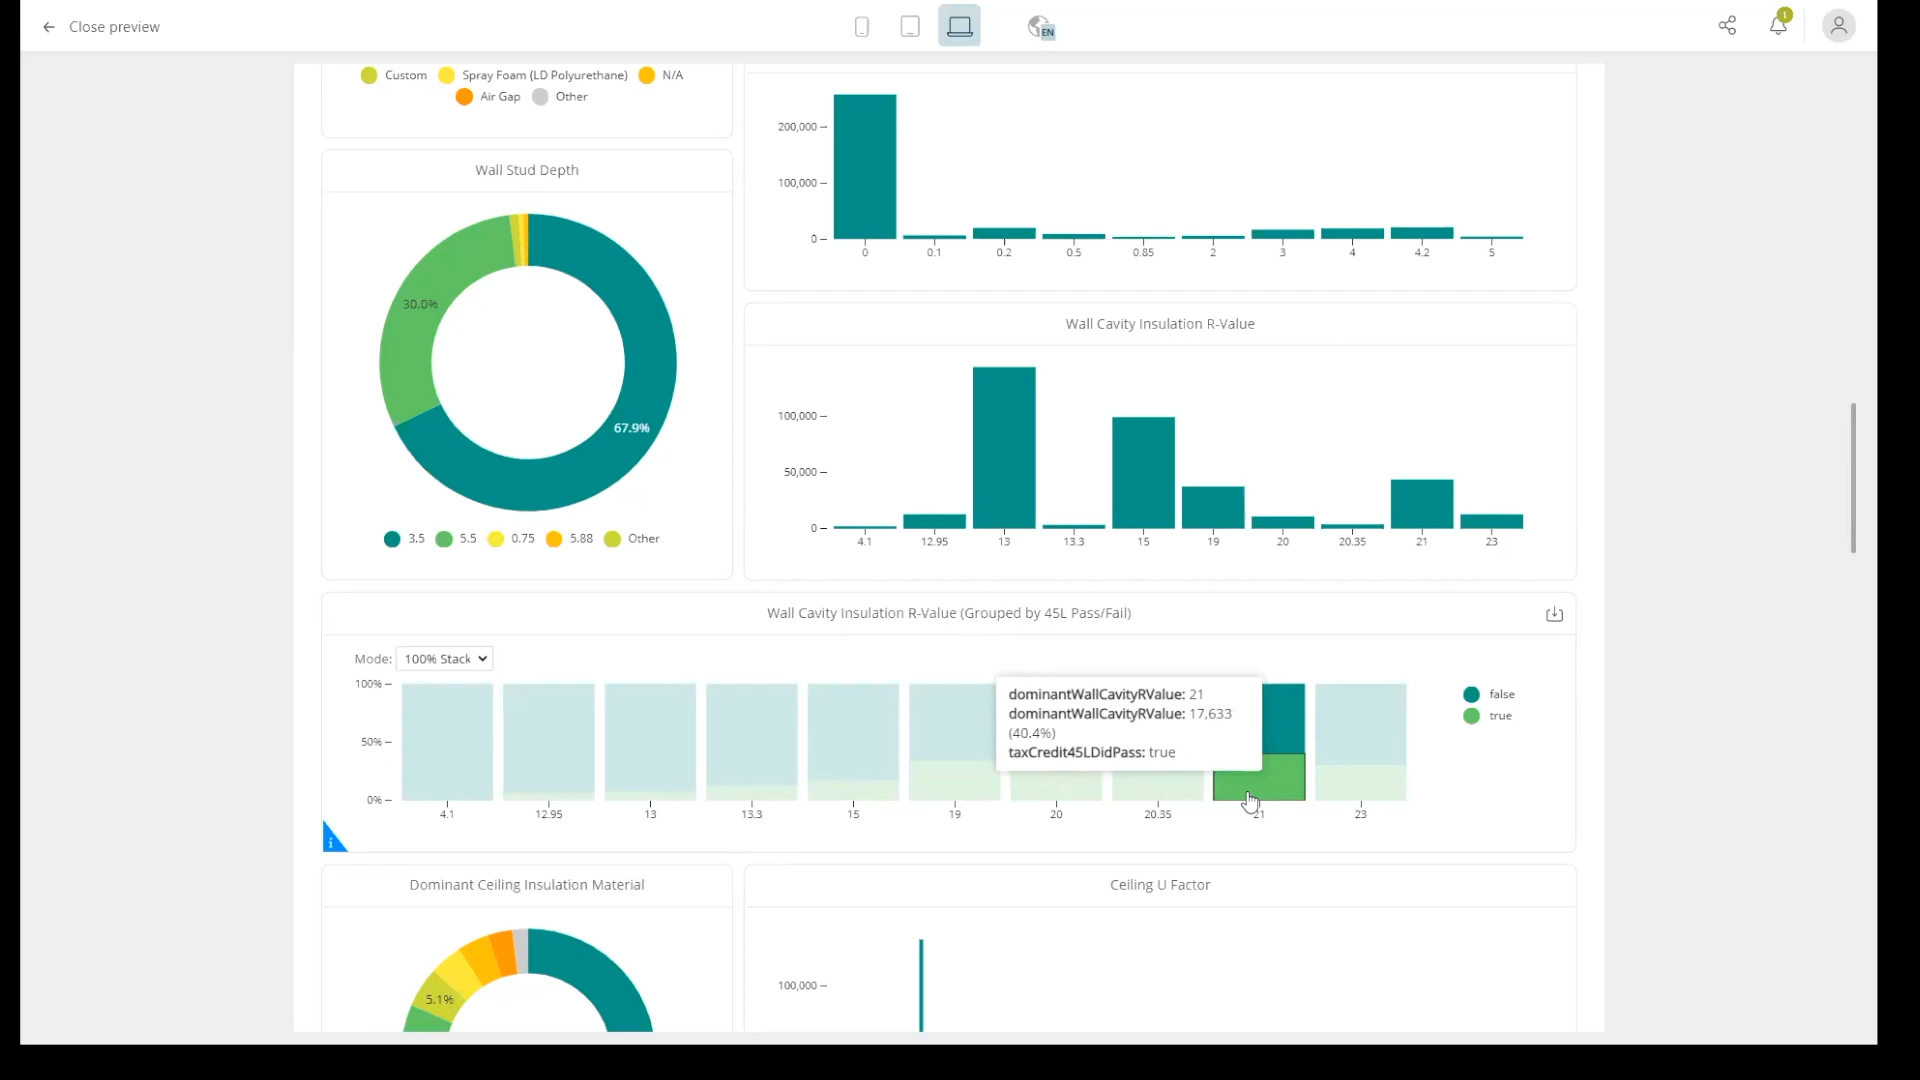 Close preview
EN
1
Custom Spray Foam (LD Polyurethane) N/A
Air Gap Other
200,000
100,000
0
0 0.1 0.2 0.5 0.85 2 3 4 4.2 5
Wall Stud Depth
30.0%
67.9%
3.5 5.5 0.75 5.88 Other
Wall Cavity Insulation R-Value
100,000
50,000
0
4.1 12.95 13 13.3 15 19 20 20.35 21 23
Wall Cavity Insulation R-Value (Grouped by 45L Pass/Fail)
Mode: 100% Stack
100%
50%
0%
dominantWallCavityRValue: 21
dominantWallCavityRValue: 17,633
(40.4%)
taxCredit45LDidPass: true
false
true
4.1 12.95 13 13.3 15 19 20 20.35 21 23
i
Dominant Ceiling Insulation Material
5.1%
Ceiling U Factor
100,000